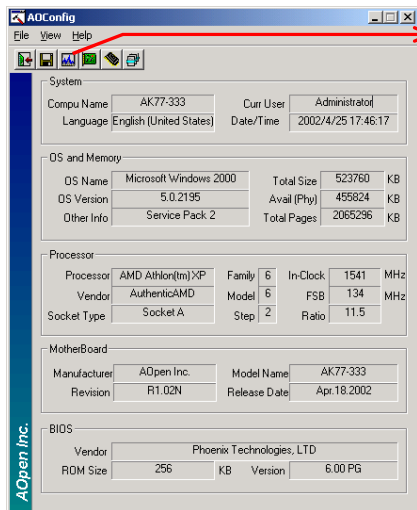 AOConfig
File View Help
System
Compu Name AK77-333 Curr User Administrator
Language English (United States) Date/Time 2002/4/25 17:46:17
OS and Memory
OS Name Microsoft Windows 2000 Total Size 523760 KB
OS Version 5.0.2195 Avail (Phy) 455824 KB
Other Info Service Pack 2 Total Pages 2065296 KB
Processor
Processor AMD Athlon(tm) XP Family 6 In-Clock 1541 MHz
Vendor AuthenticAMD Model 6 FSB 134 MHz
Socket Type Socket A Step 2 Ratio 11.5
MotherBoard
Manufacturer AOpen Inc. Model Name AK77-333
Revision R1.02N Release Date Apr.18.2002
BIOS
Vendor Phoenix Technologies, LTD
ROM Size 256 KB Version 6.00 PG
AOpen Inc.